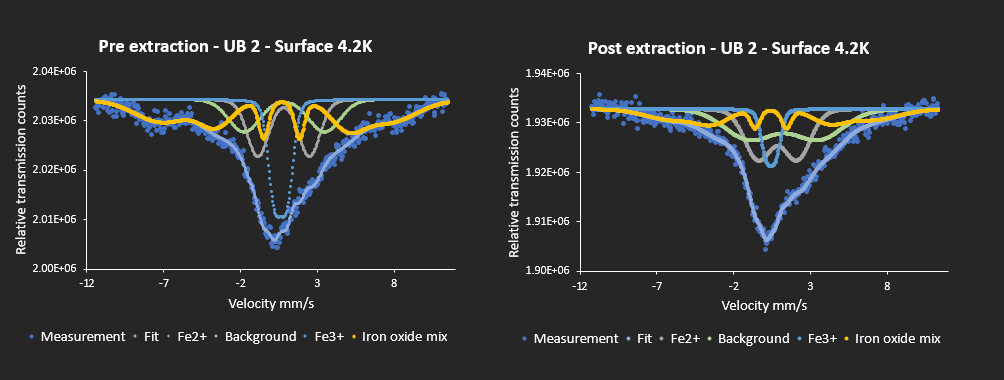 Pre extraction - UB 2 - Surface 4.2K
Relative transmission counts
2.04E+06
2.03E+06
2.02E+06
2.01E+06
2.00E+06
-12 -7 -2 3 8
Velocity mm/s
Measurement Fit Fe2+ Background Fe3+ Iron oxide mix
Post extraction - UB 2 - Surface 4.2K
Relative transmission counts
1.94E+06
1.93E+06
1.92E+06
1.91E+06
1.90E+06
-12 -7 -2 3 8
Velocity mm/s
Measurement Fit Fe2+ Background Fe3+ Iron oxide mix